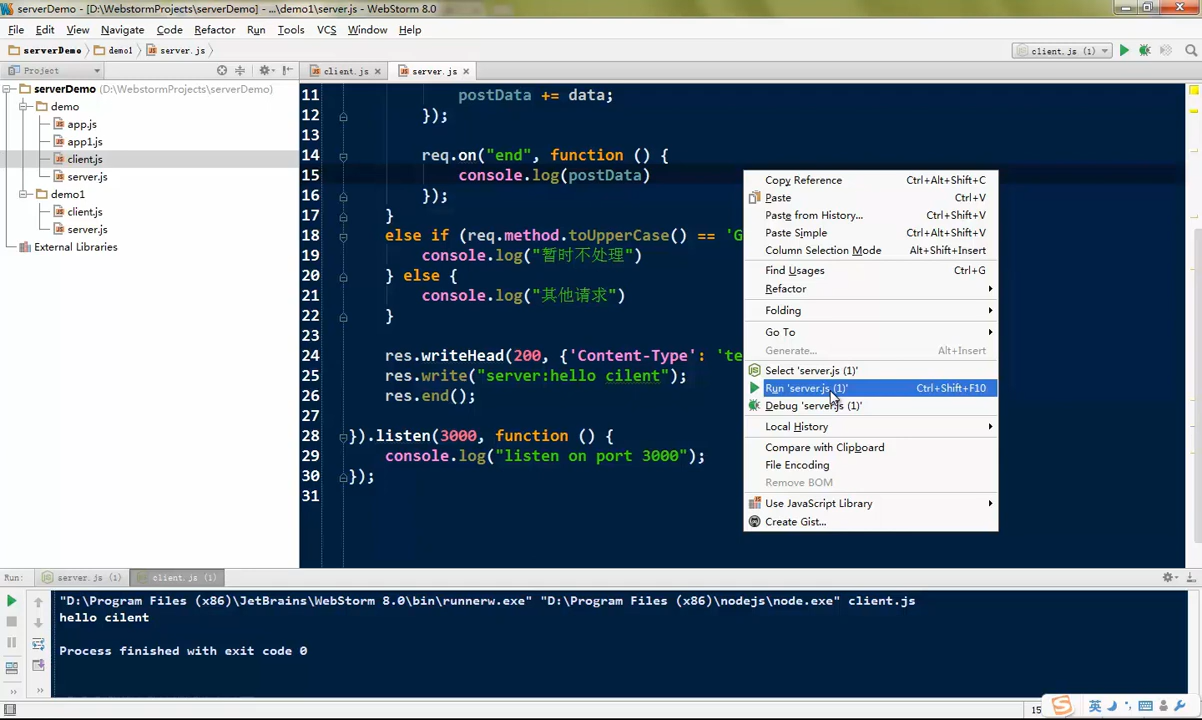 serverDemo - [D:\WebstormProjects\serverDemo] - ...\demo1\server.js - WebStorm 8.0
File Edit View Navigate Code Refactor Run Tools VCS Window Help
serverDemo demo1 server.js client.js (1)
Project client.js server.js
serverDemo (D:\WebstormProjects\serverDemo)
demo
app.js
app1.js
client.js
server.js
demo1
client.js
server.js
External Libraries
11 postData += data;
12 });
13
14 req.on("end", function () {
15 console.log(postData)
16 });
17 }
18 else if (req.method.toUpperCase() == 'G
19 console.log("暂时不处理")
20 } else {
21 console.log("其他请求")
22 }
23
24 res.writeHead(200, {'Content-Type': 'te
25 res.write("server:hello cilent");
26 res.end();
27
28 }).listen(3000, function () {
29 console.log("listen on port 3000");
30 });
31
Copy Reference Ctrl+Alt+Shift+C
Paste Ctrl+V
Paste from History... Ctrl+Shift+V
Paste Simple Ctrl+Alt+Shift+V
Column Selection Mode Alt+Shift+Insert
Find Usages Ctrl+G
Refactor
Folding
Go To
Generate... Alt+Insert
Select 'server.js (1)'
Run 'server.js (1)' Ctrl+Shift+F10
Debug 'server.js (1)'
Local History
Compare with Clipboard
File Encoding
Remove BOM
Use JavaScript Library
Create Gist...
Run: server.js (1) client.js (1)
"D:\Program Files (x86)\JetBrains\WebStorm 8.0\bin\runnerw.exe" "D:\Program Files (x86)\nodejs\node.exe" client.js
hello cilent
Process finished with exit code 0
15
英